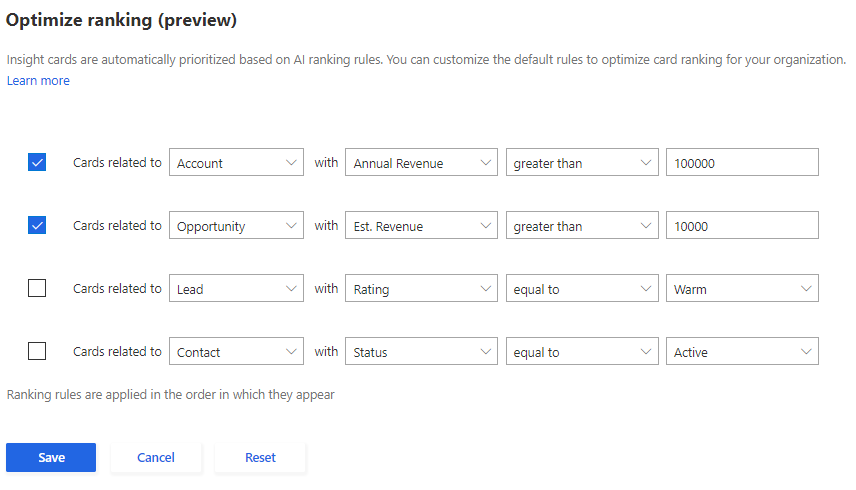 Optimize ranking (preview)
Insight cards are automatically prioritized based on AI ranking rules. You can customize the default rules to optimize card ranking for your organization.
Learn more
Cards related to Account with Annual Revenue greater than 100000
Cards related to Opportunity with Est. Revenue greater than 10000
Cards related to Lead with Rating equal to Warm
Cards related to Contact with Status equal to Active
Ranking rules are applied in the order in which they appear
Save Cancel Reset